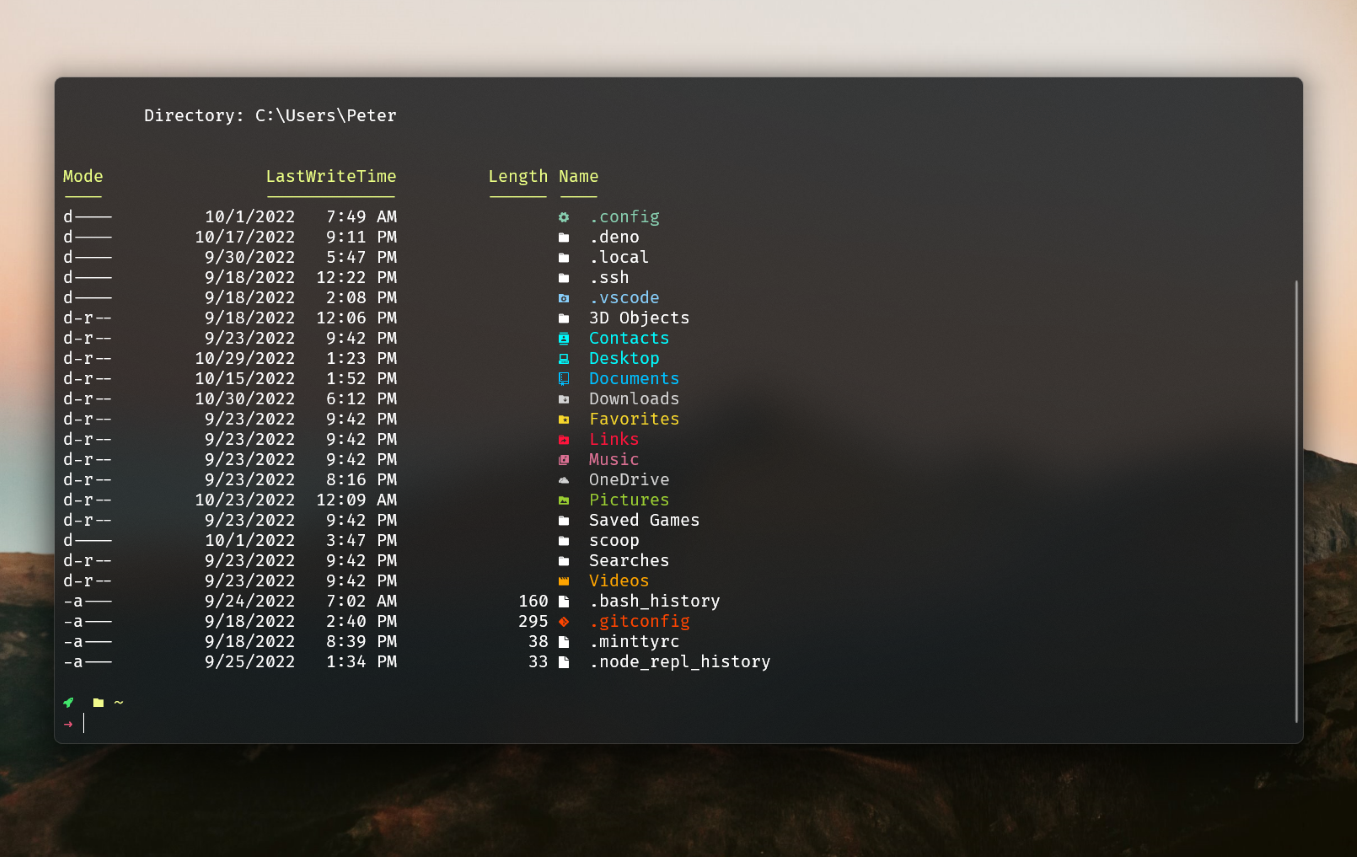 Directory: C:\Users\Peter
Mode LastWriteTime Length Name
d---- 10/1/2022 7:49 AM .config
d---- 10/17/2022 9:11 PM .deno
d---- 9/30/2022 5:47 PM .local
d---- 9/18/2022 12:22 PM .ssh
d---- 9/18/2022 2:08 PM .vscode
d-r-- 9/18/2022 12:06 PM 3D Objects
d-r-- 9/23/2022 9:42 PM Contacts
d-r-- 10/29/2022 1:23 PM Desktop
d-r-- 10/15/2022 1:52 PM Documents
d-r-- 10/30/2022 6:12 PM Downloads
d-r-- 9/23/2022 9:42 PM Favorites
d-r-- 9/23/2022 9:42 PM Links
d-r-- 9/23/2022 9:42 PM Music
d-r-- 9/23/2022 8:16 PM OneDrive
d-r-- 10/23/2022 12:09 AM Pictures
d-r-- 9/23/2022 9:42 PM Saved Games
d---- 10/1/2022 3:47 PM scoop
d-r-- 9/23/2022 9:42 PM Searches
d-r-- 9/23/2022 9:42 PM Videos
-a--- 9/24/2022 7:02 AM 160 .bash_history
-a--- 9/18/2022 2:40 PM 295 .gitconfig
-a--- 9/18/2022 8:39 PM 38 .minttyrc
-a--- 9/25/2022 1:34 PM 33 .node_repl_history
~
→